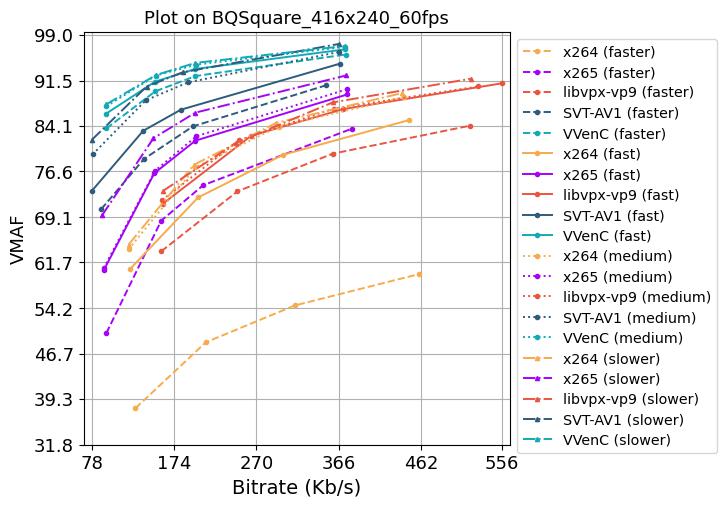 Plot on BQSquare_416x240_60fps
99.0
91.5
84.1
76.6
69.1
61.7
54.2
46.7
39.3
31.8
VMAF
78 174 270 366 462 556
Bitrate (Kb/s)
x264 (faster)
x265 (faster)
libvpx-vp9 (faster)
SVT-AV1 (faster)
VVenC (faster)
x264 (fast)
x265 (fast)
libvpx-vp9 (fast)
SVT-AV1 (fast)
VVenC (fast)
x264 (medium)
x265 (medium)
libvpx-vp9 (medium)
SVT-AV1 (medium)
VVenC (medium)
x264 (slower)
x265 (slower)
libvpx-vp9 (slower)
SVT-AV1 (slower)
VVenC (slower)